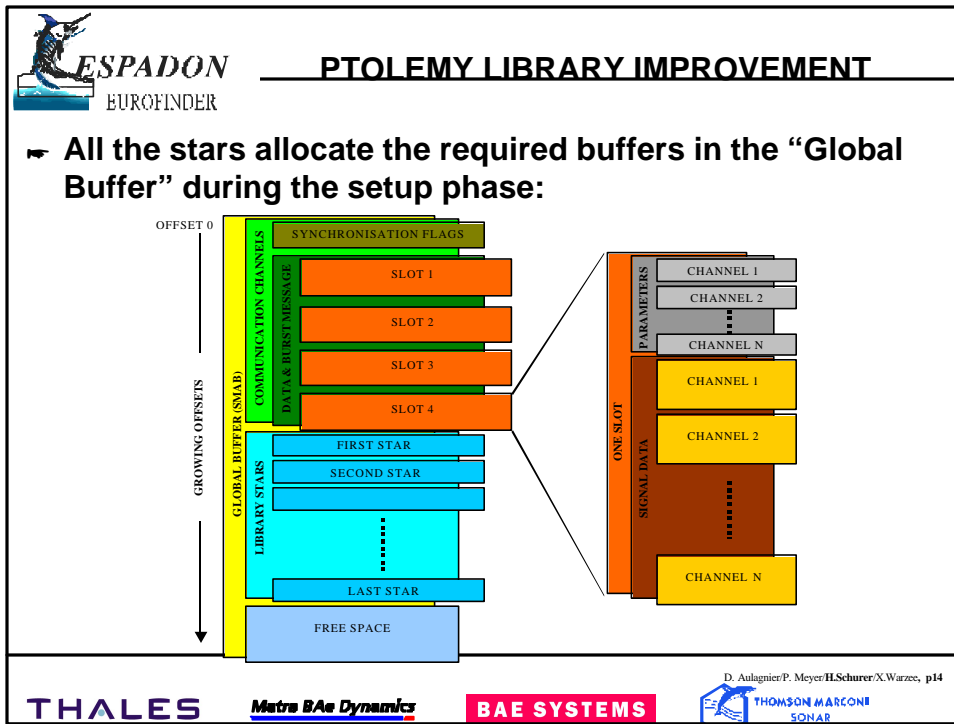 ESPADON
EUROFINDER
PTOLEMY LIBRARY IMPROVEMENT
All the stars allocate the required buffers in the “Global
Buffer” during the setup phase:
OFFSET 0
GROWING OFFSETS
GLOBAL BUFFER (SMAB)
COMMUNICATION CHANNELS
SYNCHRONISATION FLAGS
DATA & BURST MESSAGE
SLOT 1
SLOT 2
SLOT 3
SLOT 4
LIBRARY STARS
FIRST STAR
SECOND STAR
LAST STAR
FREE SPACE
ONE SLOT
PARAMETERS
CHANNEL 1
CHANNEL 2
CHANNEL N
SIGNAL DATA
CHANNEL 1
CHANNEL 2
CHANNEL N
D. Aulagnier/P. Meyer/H.Schurer/X.Warzee, p14
THALES
Matra BAe Dynamics
BAE SYSTEMS
THOMSON MARCONI
SONAR